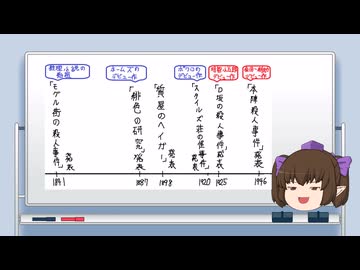 推理小説の始祖
ホームズのデビュー作
ポワロのデビュー作
明智小五郎デビュー作
金田一耕助デビュー作
「モグル街の殺人事件」発表
「緋色の研究」発表
「質屋のヘイガー」発表
「スタイルズ荘の怪事件」発表
「D坂の殺人事件」発表
「本陣殺人事件」発表
1841
1887
1898
1920
1925
1946